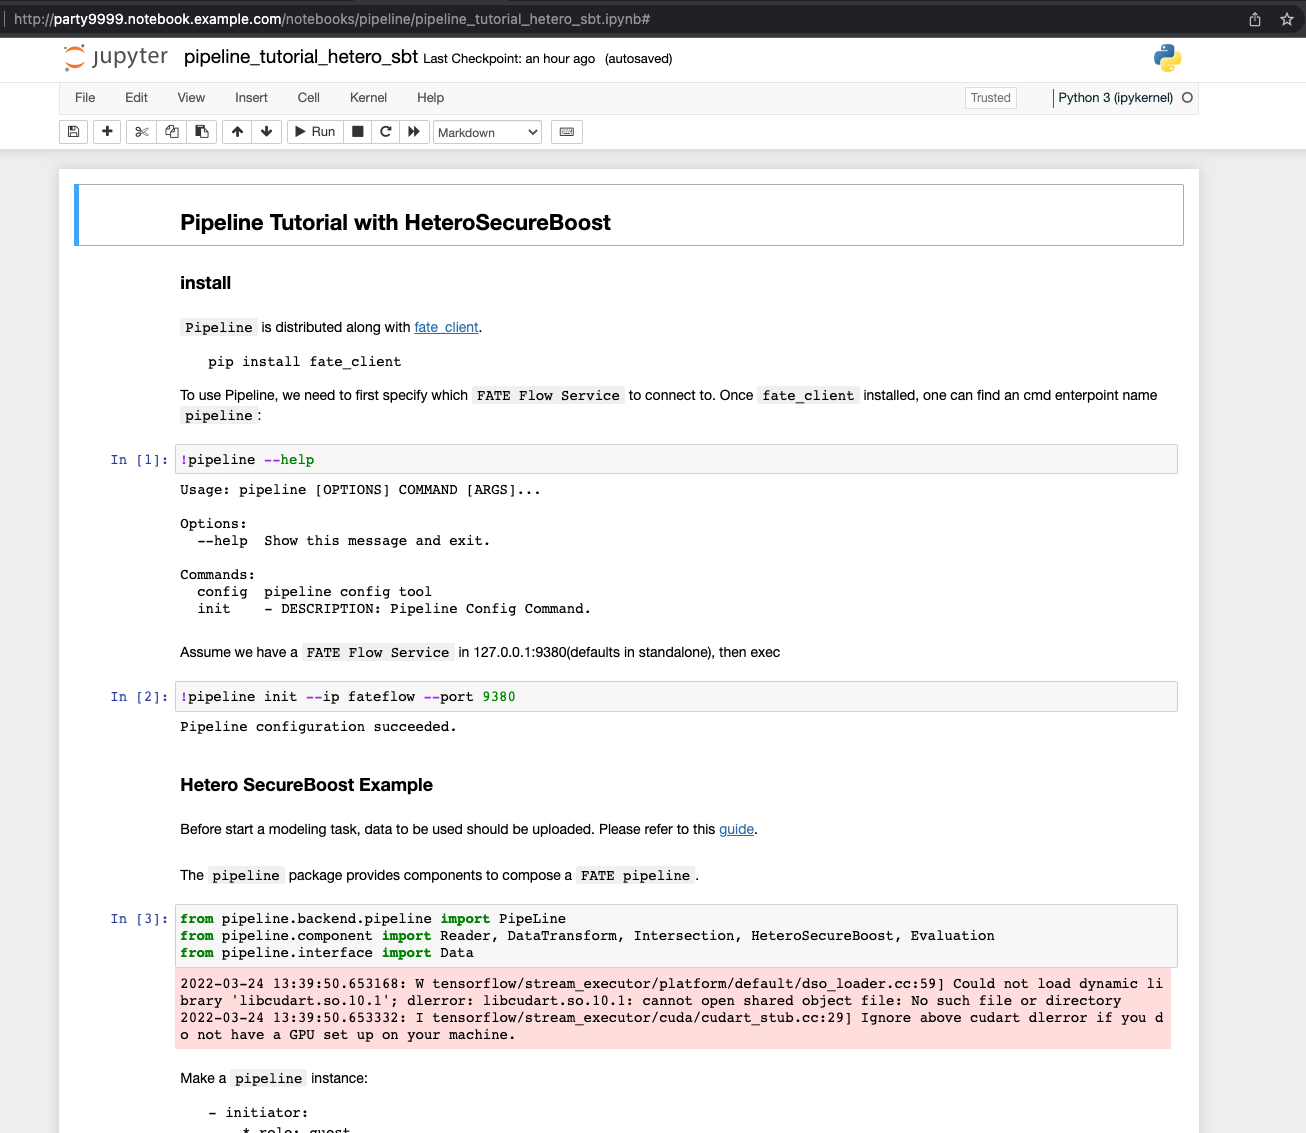 http://party9999.notebook.example.com/notebooks/pipeline/pipeline_tutorial_hetero_sbt.ipynb#
jupyter pipeline_tutorial_hetero_sbt Last Checkpoint: an hour ago (autosaved)
File Edit View Insert Cell Kernel Help Trusted Python 3 (ipykernel)
Run Markdown
Pipeline Tutorial with HeteroSecureBoost
install
Pipeline is distributed along with fate_client.
pip install fate_client
To use Pipeline, we need to first specify which FATE Flow Service to connect to. Once fate_client installed, one can find an cmd enterpoint name
pipeline :
In [1]: !pipeline --help
Usage: pipeline [OPTIONS] COMMAND [ARGS]...
Options:
--help Show this message and exit.
Commands:
config pipeline config tool
init - DESCRIPTION: Pipeline Config Command.
Assume we have a FATE Flow Service in 127.0.0.1:9380(defaults in standalone), then exec
In [2]: !pipeline init --ip fateflow --port 9380
Pipeline configuration succeeded.
Hetero SecureBoost Example
Before start a modeling task, data to be used should be uploaded. Please refer to this guide.
The pipeline package provides components to compose a FATE pipeline .
In [3]: from pipeline.backend.pipeline import PipeLine
from pipeline.component import Reader, DataTransform, Intersection, HeteroSecureBoost, Evaluation
from pipeline.interface import Data
2022-03-24 13:39:50.653168: W tensorflow/stream_executor/platform/default/dso_loader.cc:59] Could not load dynamic li
brary 'libcudart.so.10.1'; dlerror: libcudart.so.10.1: cannot open shared object file: No such file or directory
2022-03-24 13:39:50.653332: I tensorflow/stream_executor/cuda/cudart_stub.cc:29] Ignore above cudart dlerror if you d
o not have a GPU set up on your machine.
Make a pipeline instance:
- initiator:
* role: guest